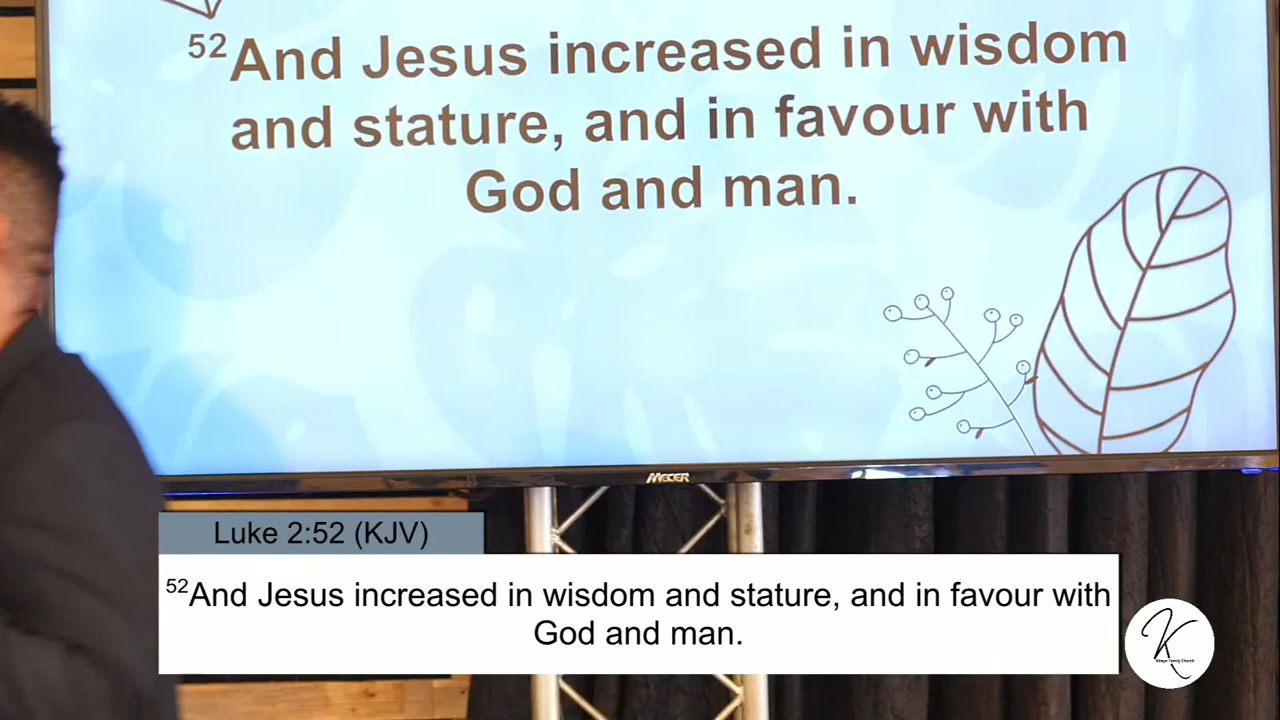 ⁵²And Jesus increased in wisdom
and stature, and in favour with
God and man.
MECER
Luke 2:52 (KJV)
⁵²And Jesus increased in wisdom and stature, and in favour with
God and man.
K